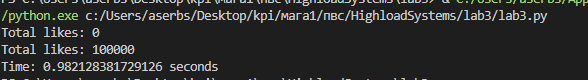 /python.exe c:/Users/aserbs/Desktop/kpi/мага1/пвс/HighloadSystems/lab3/lab3.py
Total likes: 0
Total likes: 100000
Time: 0.982128381729126 seconds